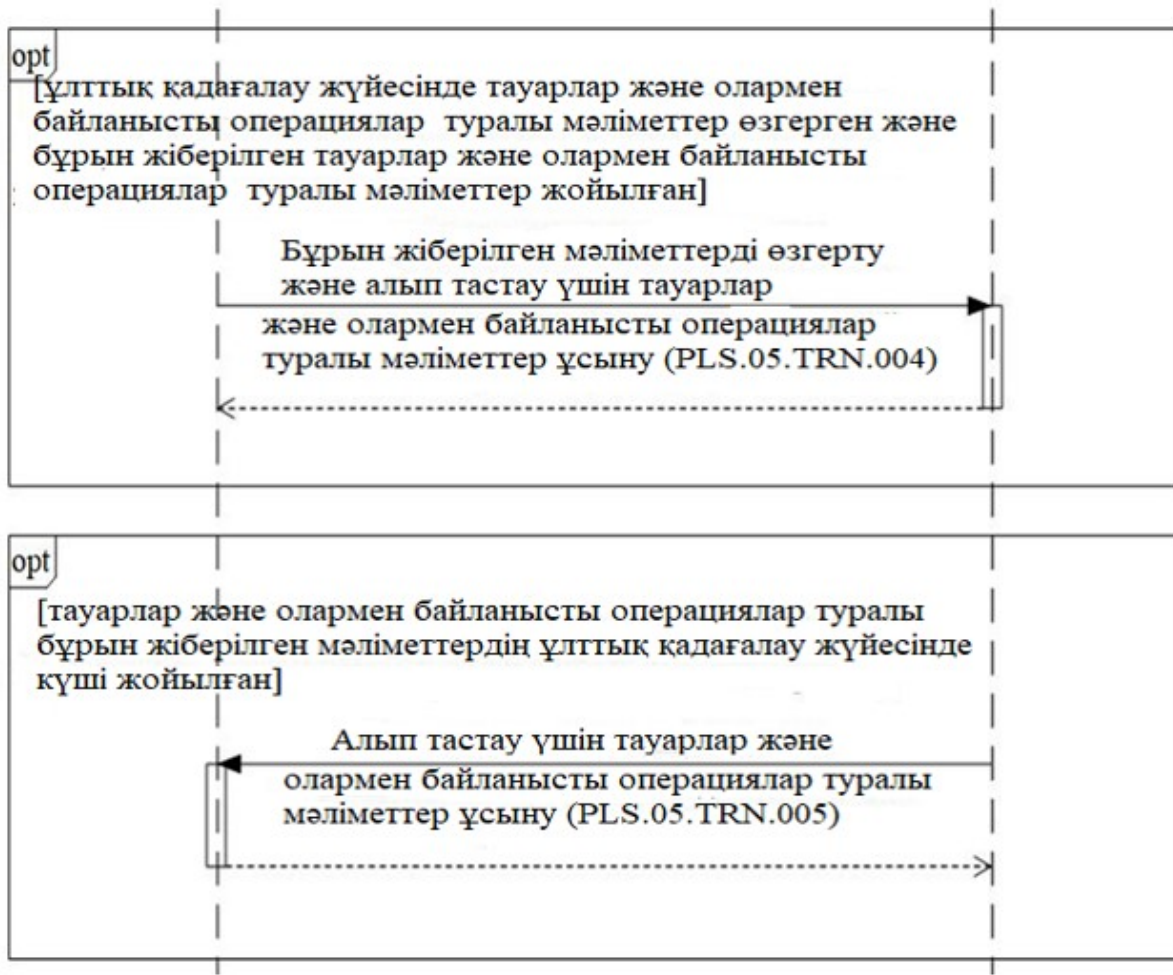 opt
[ұлттық қадағалау жүйесінде тауарлар және олармен
байланысты операциялар туралы мәліметтер өзгерген және
бұрын жіберілген тауарлар және олармен байланысты
операциялар туралы мәліметтер жойылған]
Бұрын жіберілген мәліметтерді өзгерту
және алып тастау үшін тауарлар
және олармен байланысты операциялар
туралы мәліметтер ұсыну (PLS.05.TRN.004)
opt
[тауарлар және олармен байланысты операциялар туралы
бұрын жіберілген мәліметтердің ұлттық қадағалау жүйесінде
күші жойылған]
Алып тастау үшін тауарлар және
олармен байланысты операциялар туралы
мәліметтер ұсыну (PLS.05.TRN.005)